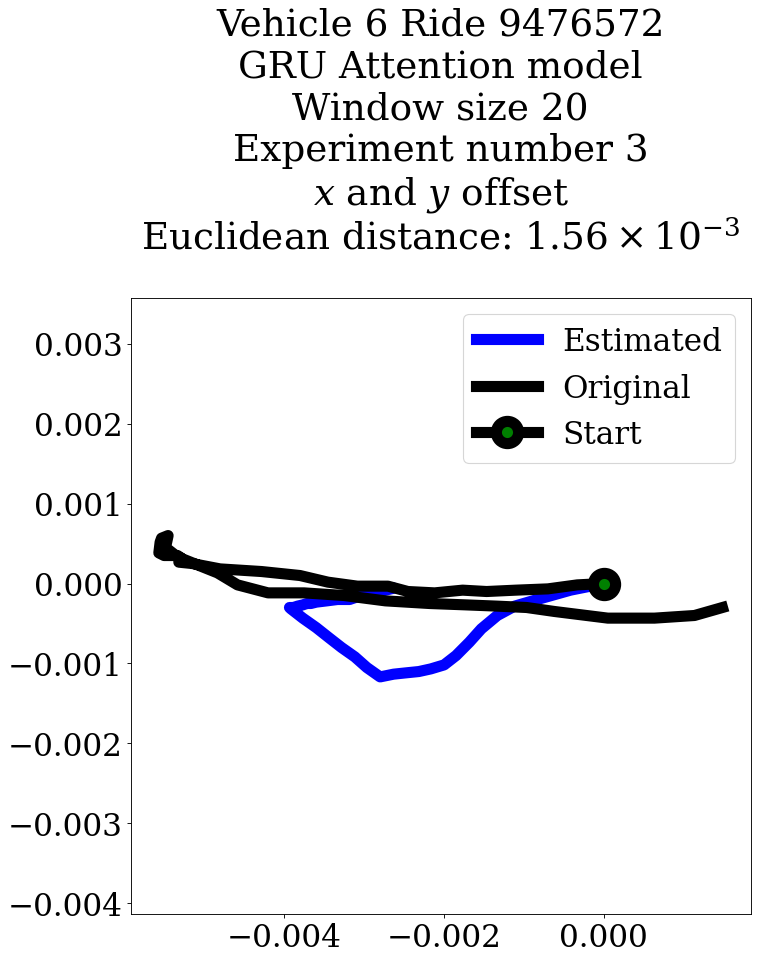 Vehicle 6 Ride 9476572
GRU Attention model
Window size 20
Experiment number 3
x and y offset
Euclidean distance: 1.56 × 10⁻³
Estimated
Original
Start
0.003
0.002
0.001
0.000
−0.001
−0.002
−0.003
−0.004
−0.004 −0.002 0.000